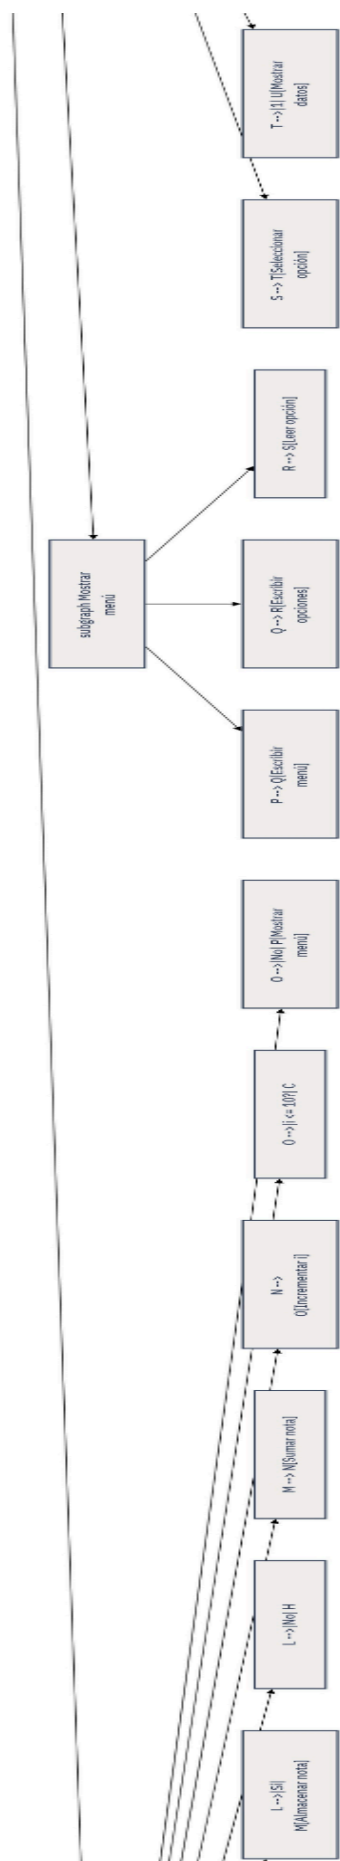 T -->|1| U[Mostrar
datos]
S --> T[Seleccionar
opción]
R --> S[Leer opción]
subgraph Mostrar
menú
Q --> R[Escribir
opciones]
P --> Q[Escribir
menú]
O -->|No| P[Mostrar
menú]
O -->|i <= 10?| C
N -->
O[Incrementar i]
M --> N[Sumar nota]
L -->|No| H
L -->|Sí|
M[Almacenar nota]